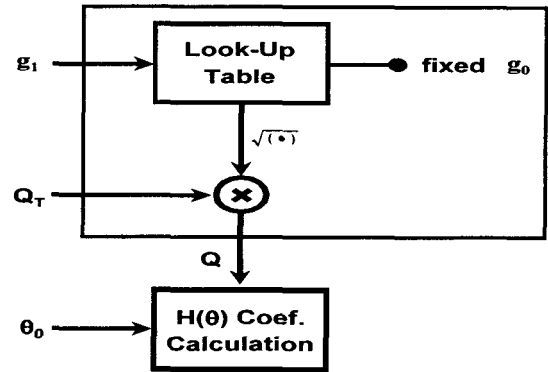 g₁
Look-Up
Table
fixed g₀
√(•)
Q_T
×
Q
θ₀
H(θ) Coef.
Calculation